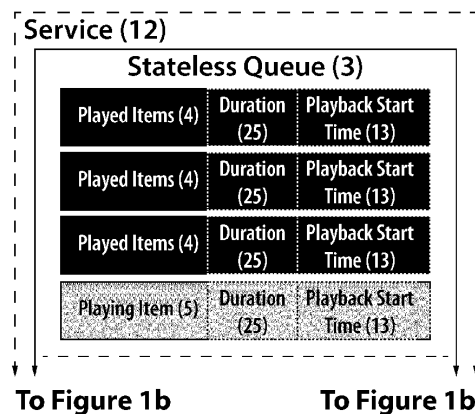 Service (12)
Stateless Queue (3)
Played Items (4) Duration (25) Playback Start Time (13)
Played Items (4) Duration (25) Playback Start Time (13)
Played Items (4) Duration (25) Playback Start Time (13)
Playing Item (5) Duration (25) Playback Start Time (13)
To Figure 1b To Figure 1b